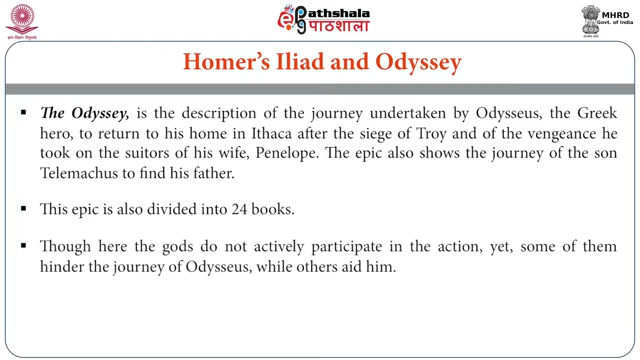 Pathshala
पाठशाला
MHRD
Govt. of India
Homer's Iliad and Odyssey
▪ The Odyssey, is the description of the journey undertaken by Odysseus, the Greek
hero, to return to his home in Ithaca after the siege of Troy and of the vengeance he
took on the suitors of his wife, Penelope. The epic also shows the journey of the son
Telemachus to find his father.
▪ This epic is also divided into 24 books.
▪ Though here the gods do not actively participate in the action, yet, some of them
hinder the journey of Odysseus, while others aid him.